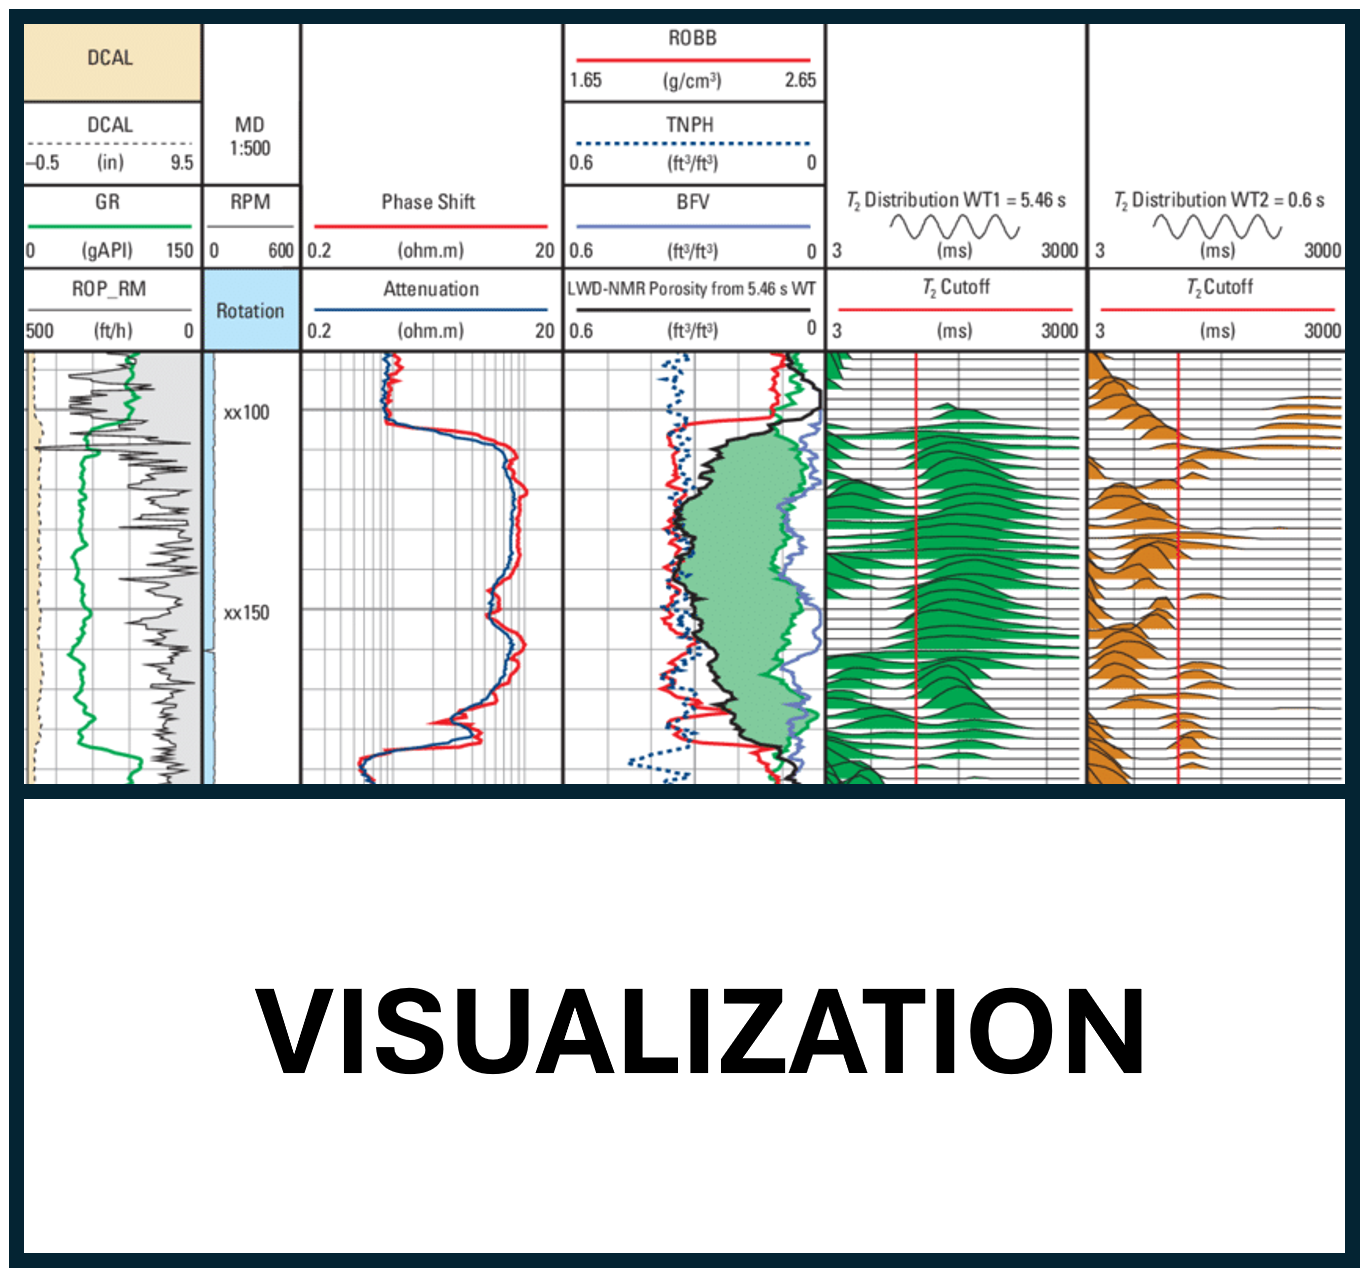 DCAL
DCAL
–0.5 (in) 9.5
GR
0 (gAPI) 150
ROP_RM
500 (ft/h) 0
MD
1:500
RPM
0 600
Rotation
Phase Shift
0.2 (ohm.m) 20
Attenuation
0.2 (ohm.m) 20
ROBB
1.65 (g/cm³) 2.65
TNPH
0.6 (ft³/ft³) 0
BFV
0.6 (ft³/ft³) 0
LWD-NMR Porosity from 5.46 s WT
0.6 (ft³/ft³) 0
T₂ Distribution WT1 = 5.46 s
3 (ms) 3000
T₂ Cutoff
3 (ms) 3000
T₂ Distribution WT2 = 0.6 s
3 (ms) 3000
T₂ Cutoff
3 (ms) 3000
xx100
xx150
VISUALIZATION